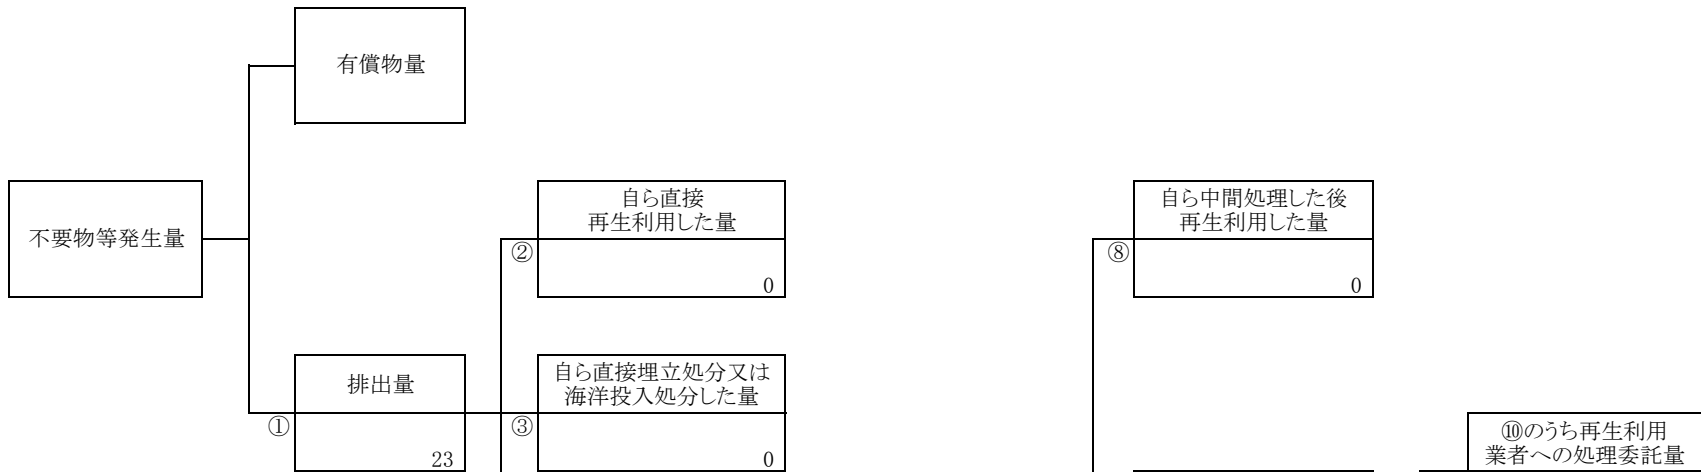 有償物量
不要物等発生量
自ら直接
再生利用した量
②
0
自ら中間処理した後
再生利用した量
⑧
0
排出量
①
23
自ら直接埋立処分又は
海洋投入処分した量
③
0
⑩のうち再生利用
業者への処理委託量